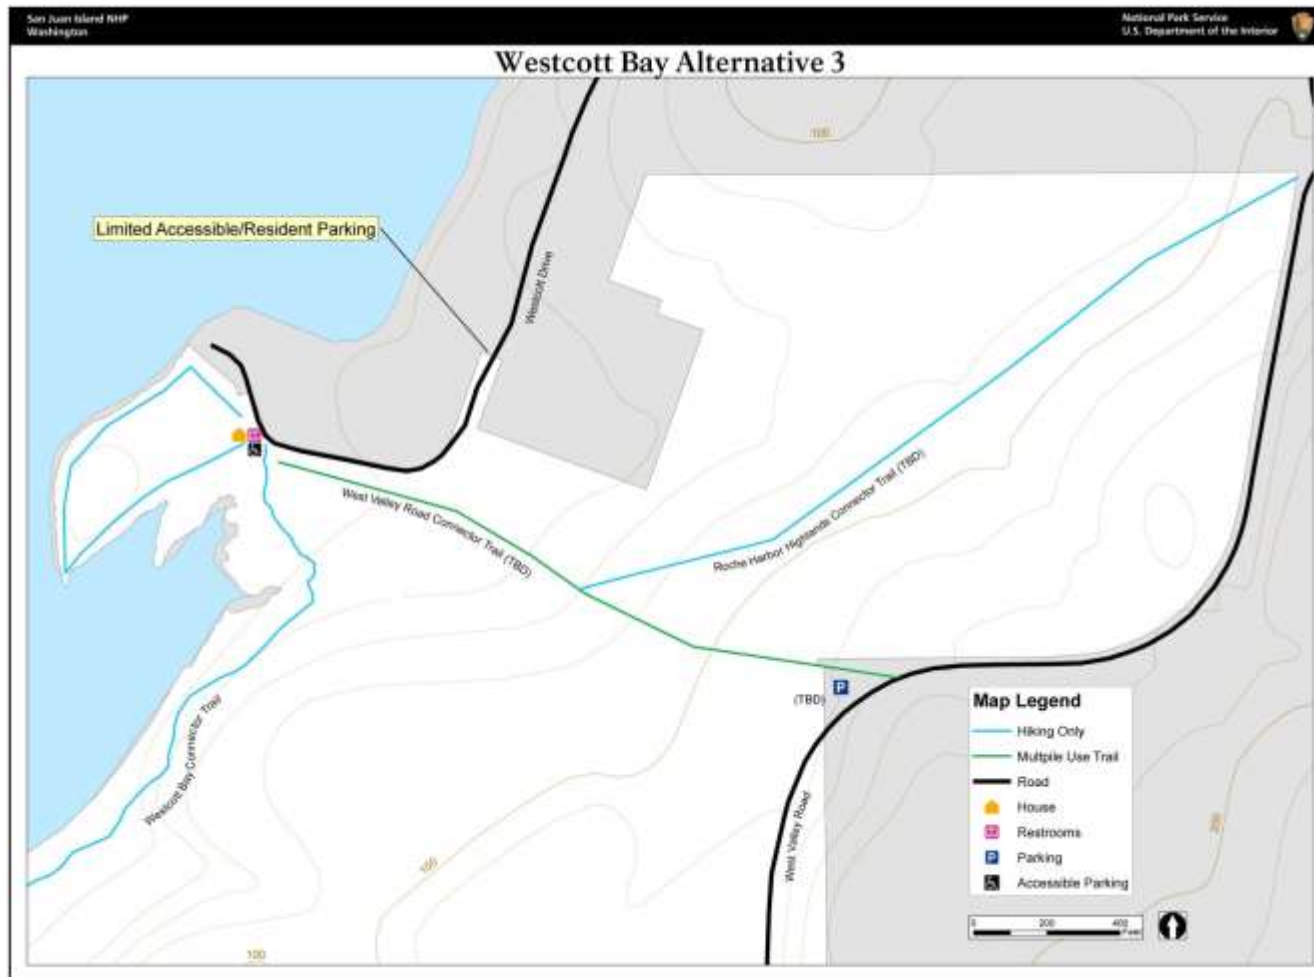 San Juan Island NHP
Washington
National Park Service
U.S. Department of the Interior
Westcott Bay Alternative 3
100
Limited Accessible/Resident Parking
Westcott Drive
West Valley Road Connector Trail (TBD)
Roche Harbor Highlands Connector Trail (TBD)
Westcott Bay Connector Trail
(TBD)
P
West Valley Road
100
100
200
Map Legend
Hiking Only
Multpile Use Trail
Road
House
Restrooms
P
Parking
Accessible Parking
0 200 400
Feet